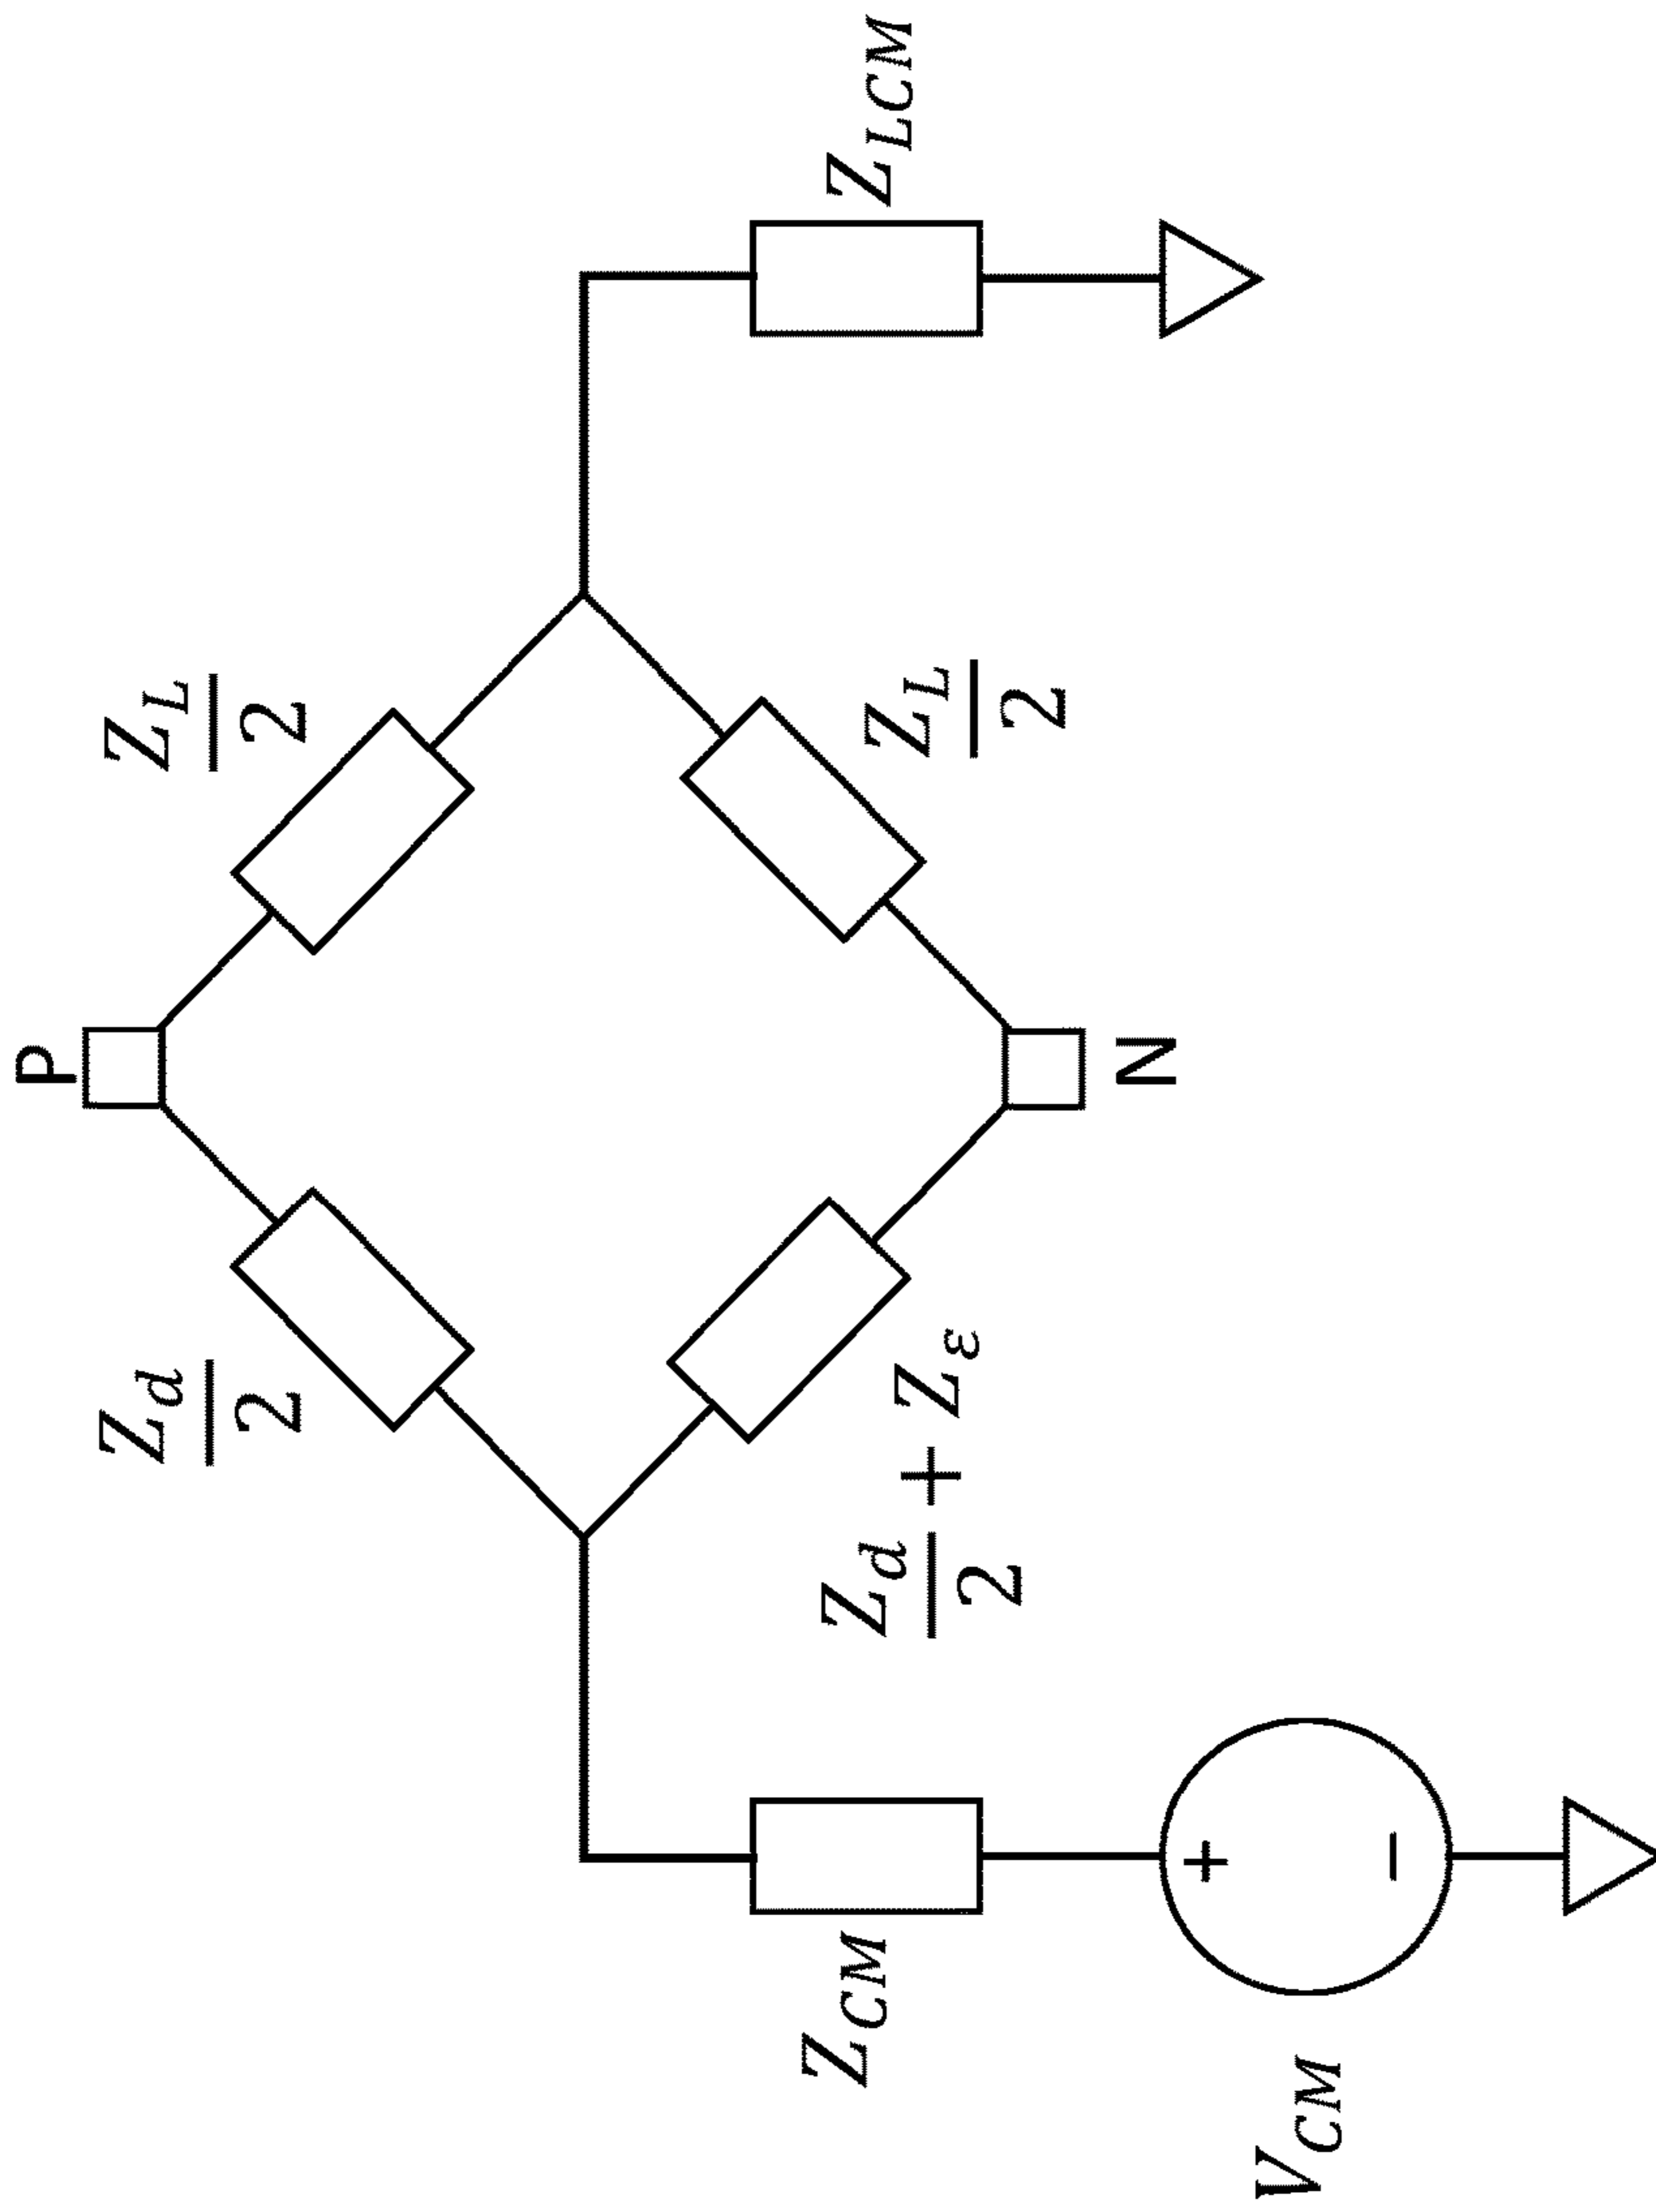 P
Z_d/2
Z_L/2
Z_CM
Z_d/2 + Z_ε
Z_L/2
Z_LCM
N
+
V_CM
−